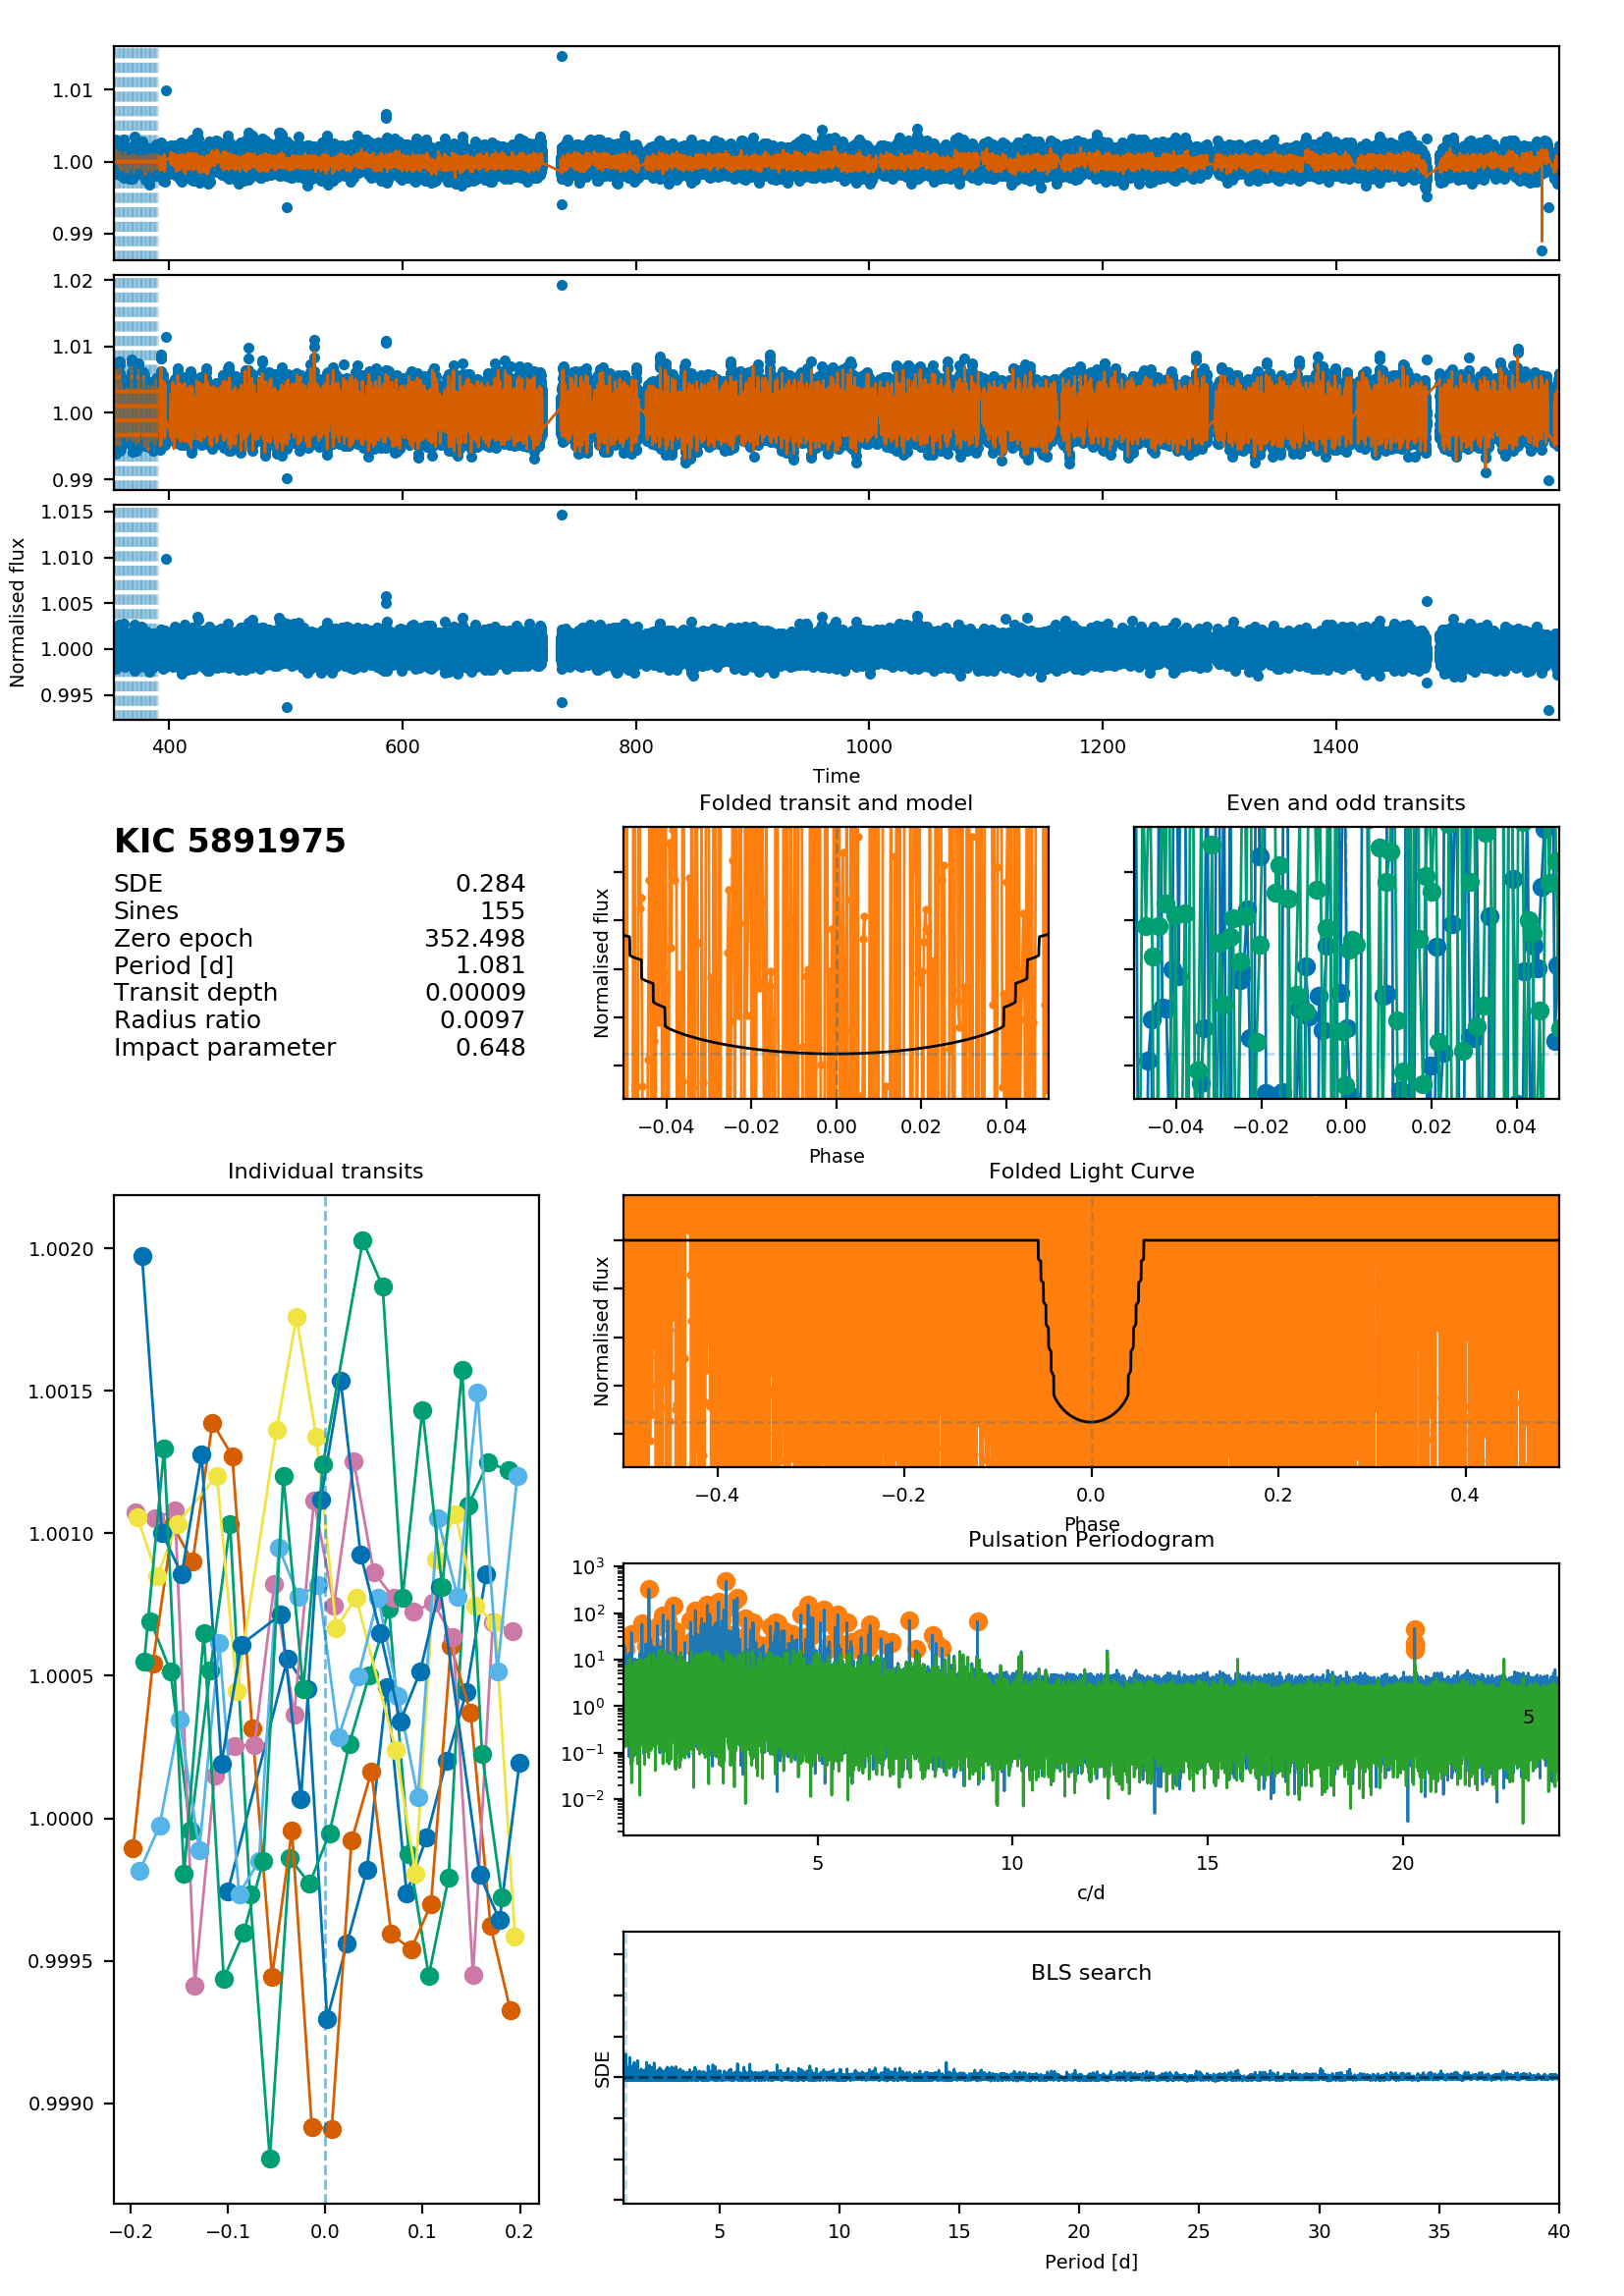 1.01
1.00
0.99
1.02
1.01
1.00
0.99
1.015
1.010
1.005
1.000
0.995
Normalised flux
400 600 800 1000 1200 1400
Time
KIC 5891975
SDE 0.284
Sines 155
Zero epoch 352.498
Period [d] 1.081
Transit depth 0.00009
Radius ratio 0.0097
Impact parameter 0.648
Folded transit and model
Normalised flux
−0.04 −0.02 0.00 0.02 0.04
Phase
Even and odd transits
−0.04 −0.02 0.00 0.02 0.04
Individual transits
1.0020
1.0015
1.0010
1.0005
1.0000
0.9995
0.9990
−0.2 −0.1 0.0 0.1 0.2
Folded Light Curve
Normalised flux
−0.4 −0.2 0.0 0.2 0.4
Phase
Pulsation Periodogram
10³
10²
10¹
10⁰
10⁻¹
10⁻²
5
5 10 15 20
c/d
BLS search
SDE
5 10 15 20 25 30 35 40
Period [d]